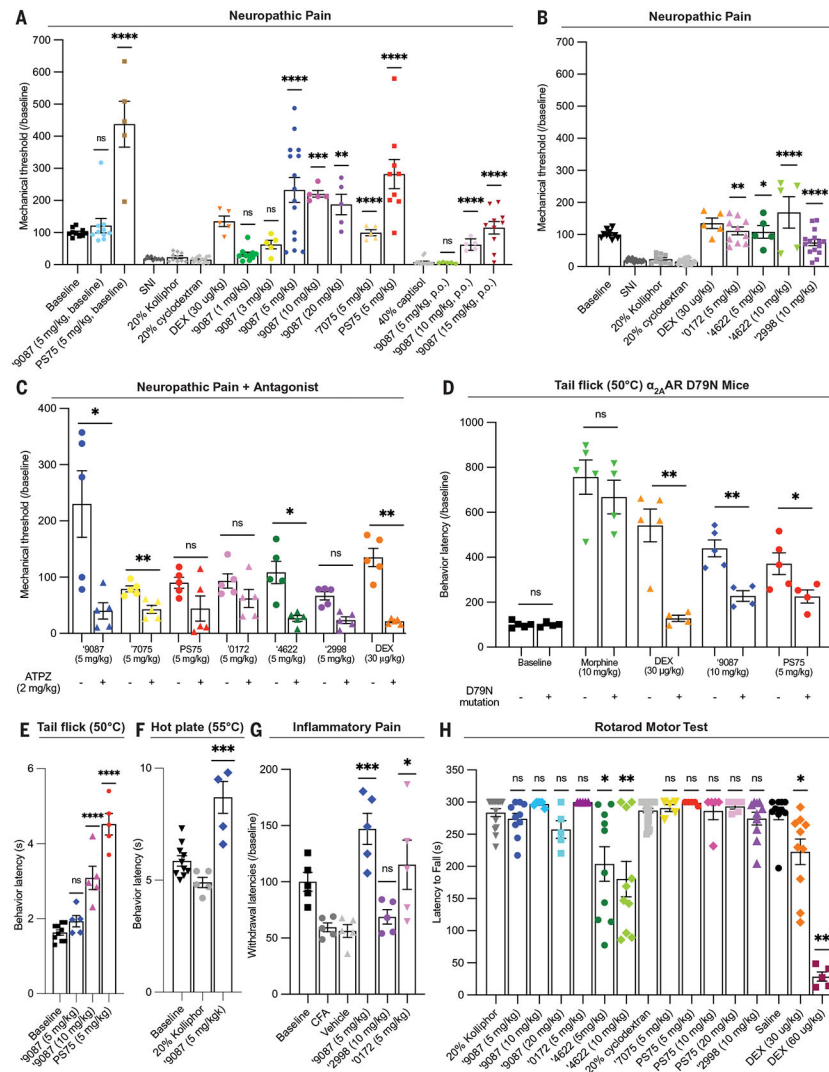 A
Neuropathic Pain
Mechanical threshold (/baseline)
700
600
500
400
300
200
100
0
ns
****
ns
ns
****
***
**
****
****
ns
****
****
Baseline
'9087 (5 mg/kg, baseline)
PS75 (5 mg/kg, baseline)
SNI
20% Kolliphor
20% cyclodextran
DEX (30 ug/kg)
'9087 (1 mg/kg)
'9087 (3 mg/kg)
'9087 (5 mg/kg)
'9087 (10 mg/kg)
'9087 (20 mg/kg)
'7075 (5 mg/kg)
PS75 (5 mg/kg)
40% captisol
'9087 (5 mg/kg, p.o.)
'9087 (10 mg/kg, p.o.)
'9087 (15 mg/kg, p.o.)
B
Neuropathic Pain
Mechanical threshold (/baseline)
700
600
500
400
300
200
100
0
**
*
****
****
Baseline
SNI
20% Kolliphor
20% cyclodextran
DEX (30 ug/kg)
'0172 (5 mg/kg)
'4622 (5 mg/kg)
'4622 (10 mg/kg)
'2998 (10 mg/kg)
C
Neuropathic Pain + Antagonist
Mechanical threshold (/baseline)
400
300
200
100
0
*
**
ns
ns
*
ns
**
'9087 '7075 PS75 '0172 '4622 '2998 DEX
(5 mg/kg) (5 mg/kg) (5 mg/kg) (5 mg/kg) (5 mg/kg) (5 mg/kg) (30 μg/kg)
ATPZ - + - + - + - + - + - + - +
(2 mg/kg)
D
Tail flick (50°C) α2AAR D79N Mice
Behavior latency (/baseline)
1000
800
600
400
200
0
ns
ns
**
**
*
Baseline Morphine DEX '9087 PS75
(10 mg/kg) (30 μg/kg) (10 mg/kg) (5 mg/kg)
D79N - + - + - + - + - +
mutation
E
Tail flick (50°C)
Behavior latency (s)
6
4
2
0
ns
****
****
Baseline
'9087 (5 mg/kg)
'9087 (10 mg/kg)
PS75 (5 mg/kg)
F
Hot plate (55°C)
Behavior latency (s)
10
5
0
***
Baseline
20% Kolliphor
'9087 (5 mg/kgk)
G
Inflammatory Pain
Withdrawal latencies (/baseline)
200
150
100
50
0
***
ns
*
Baseline
CFA
Vehicle
'9087 (5 mg/kg)
'2998 (10 mg/kg)
'0172 (5 mg/kg)
H
Rotarod Motor Test
Latency to Fall (s)
350
300
250
200
150
100
50
0
ns
ns
ns
ns
*
**
ns
ns
ns
ns
ns
*
**
20% Kolliphor
'9087 (5 mg/kg)
'9087 (10 mg/kg)
'9087 (20 mg/kg)
'0172 (5 mg/kg)
'4622 (5mg/kg)
'4622 (10 mg/kg)
20% cyclodextran
'7075 (5 mg/kg)
PS75 (5 mg/kg)
PS75 (10 mg/kg)
PS75 (20 mg/kg)
'2998 (10 mg/kg)
Saline
DEX (30 ug/kg)
DEX (60 ug/kg)